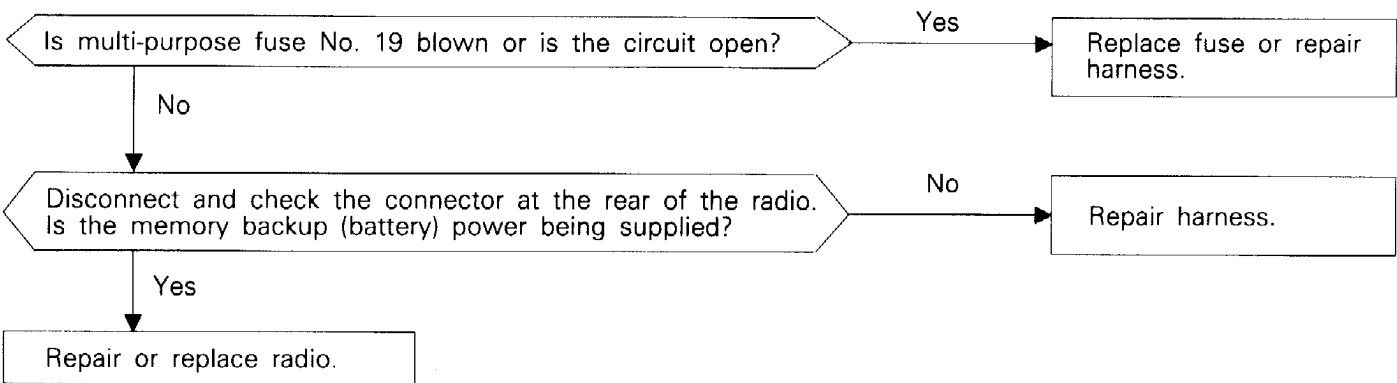 Is multi-purpose fuse No. 19 blown or is the circuit open?
Yes
Replace fuse or repair
harness.
No
Disconnect and check the connector at the rear of the radio.
Is the memory backup (battery) power being supplied?
No
Repair harness.
Yes
Repair or replace radio.